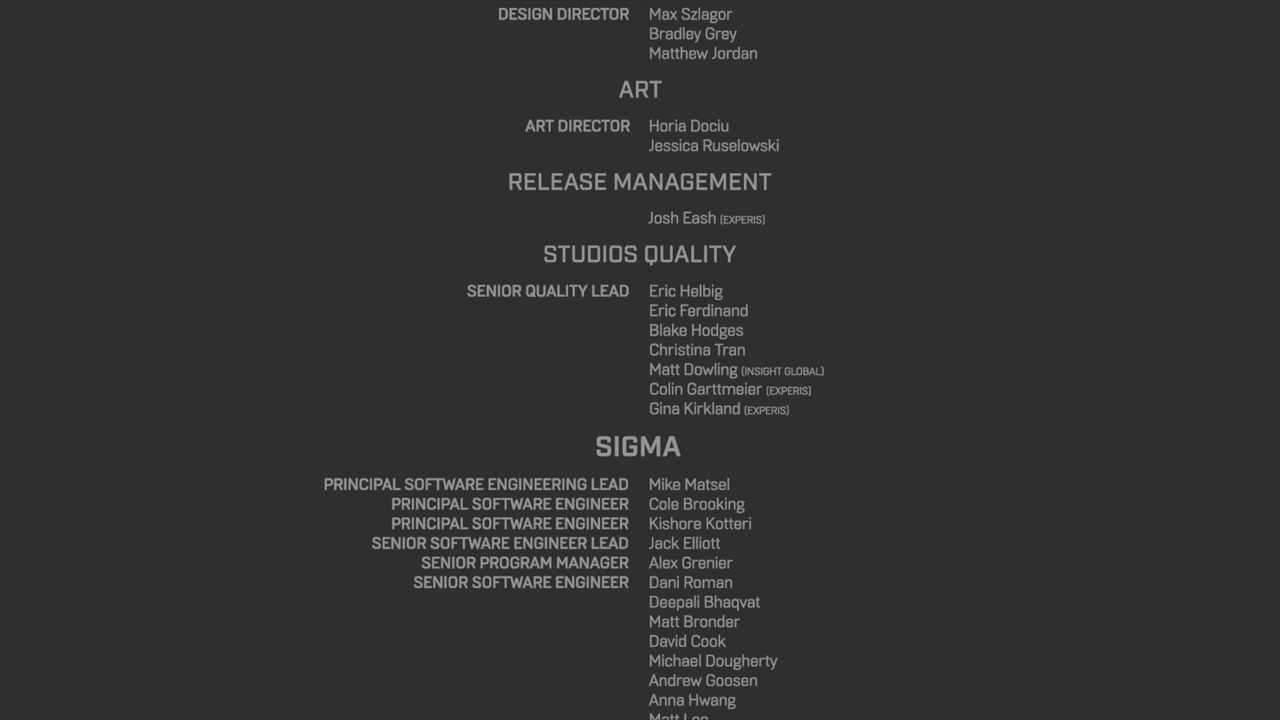 DESIGN DIRECTOR Max Szlagor
Bradley Grey
Matthew Jordan
ART
ART DIRECTOR Horia Dociu
Jessica Ruselowski
RELEASE MANAGEMENT
Josh Eash (EXPERIS)
STUDIOS QUALITY
SENIOR QUALITY LEAD Eric Helbig
Eric Ferdinand
Blake Hodges
Christina Tran
Matt Dowling (INSIGHT GLOBAL)
Colin Garttmeier (EXPERIS)
Gina Kirkland (EXPERIS)
SIGMA
PRINCIPAL SOFTWARE ENGINEERING LEAD Mike Matsel
PRINCIPAL SOFTWARE ENGINEER Cole Brooking
PRINCIPAL SOFTWARE ENGINEER Kishore Kotteri
SENIOR SOFTWARE ENGINEER LEAD Jack Elliott
SENIOR PROGRAM MANAGER Alex Grenier
SENIOR SOFTWARE ENGINEER Dani Roman
Deepali Bhaqvat
Matt Bronder
David Cook
Michael Dougherty
Andrew Goosen
Anna Hwang
Matt